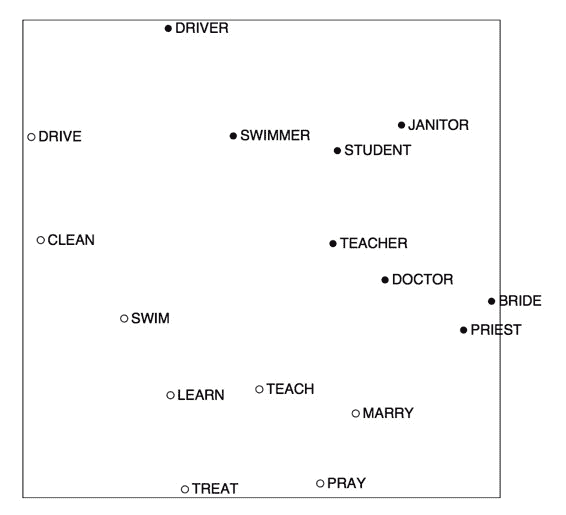 DRIVER
JANITOR
DRIVE
SWIMMER
STUDENT
CLEAN
TEACHER
DOCTOR
BRIDE
SWIM
PRIEST
TEACH
LEARN
MARRY
PRAY
TREAT